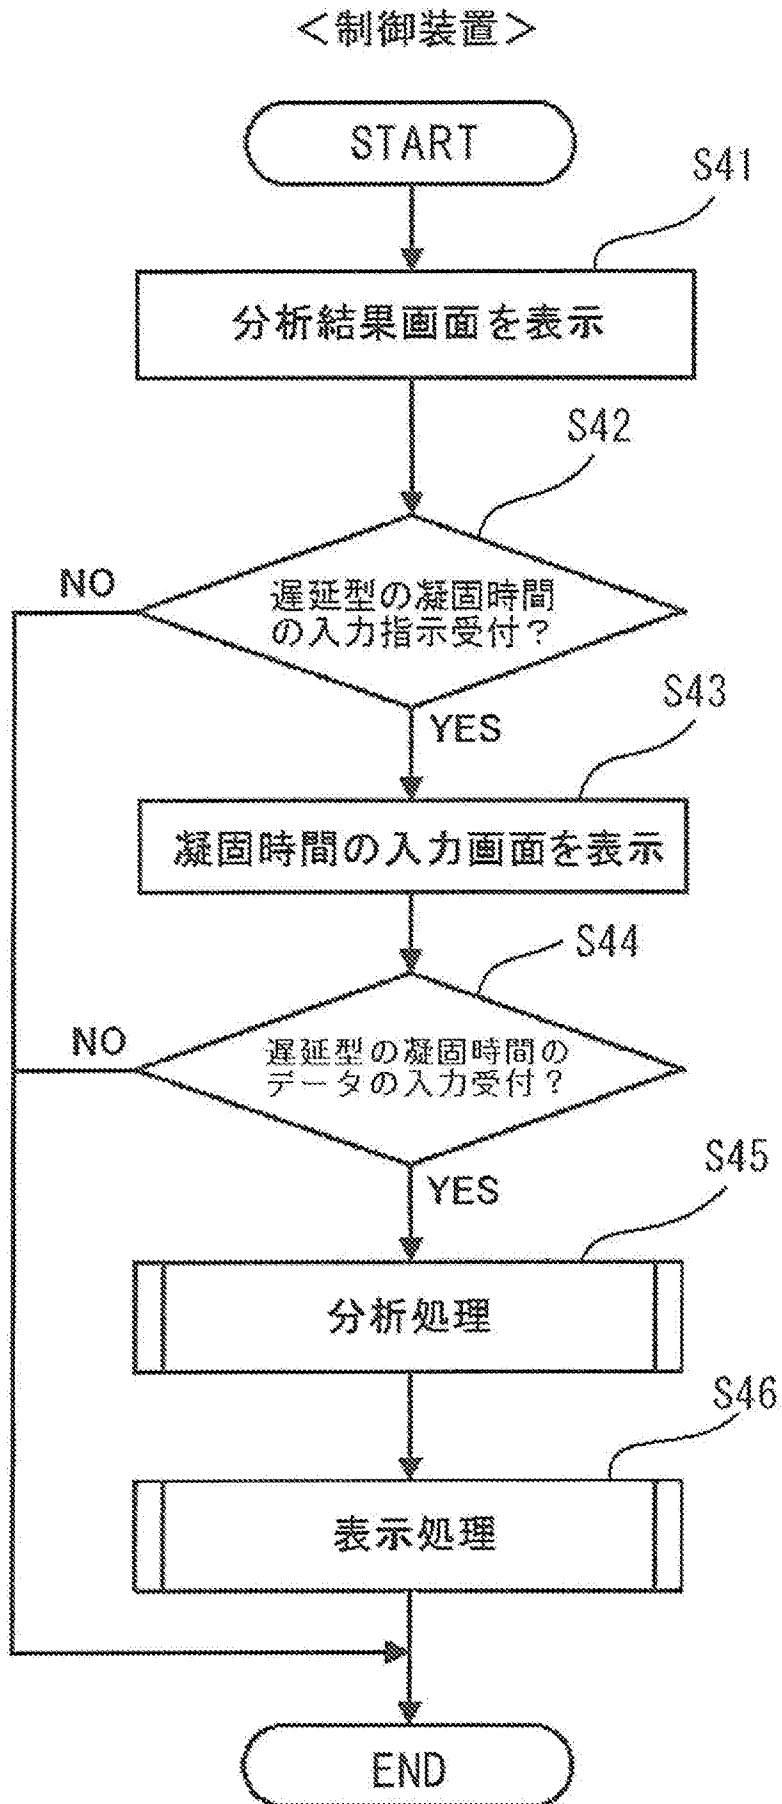 ＜制御装置＞
START
S41
分析結果画面を表示
S42
NO
遅延型の凝固時間
の入力指示受付？
YES
S43
凝固時間の入力画面を表示
S44
NO
遅延型の凝固時間の
データの入力受付？
YES
S45
分析処理
S46
表示処理
END